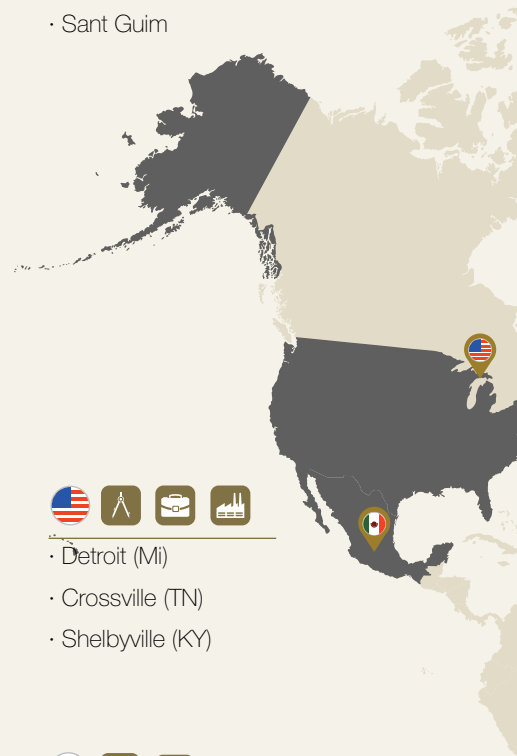 · Sant Guim
· Detroit (Mi)
· Crossville (TN)
· Shelbyville (KY)